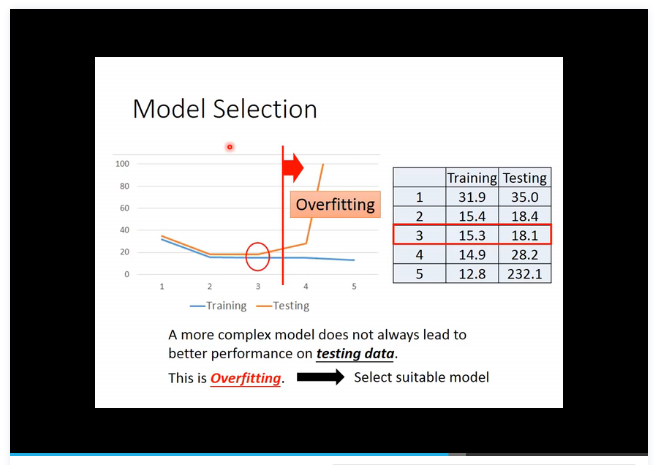 Model Selection
100
80
60
40
20
0
1 2 3 4 5
Training Testing
Overfitting
Training Testing
1 31.9 35.0
2 15.4 18.4
3 15.3 18.1
4 14.9 28.2
5 12.8 232.1
A more complex model does not always lead to
better performance on testing data.
This is Overfitting. Select suitable model